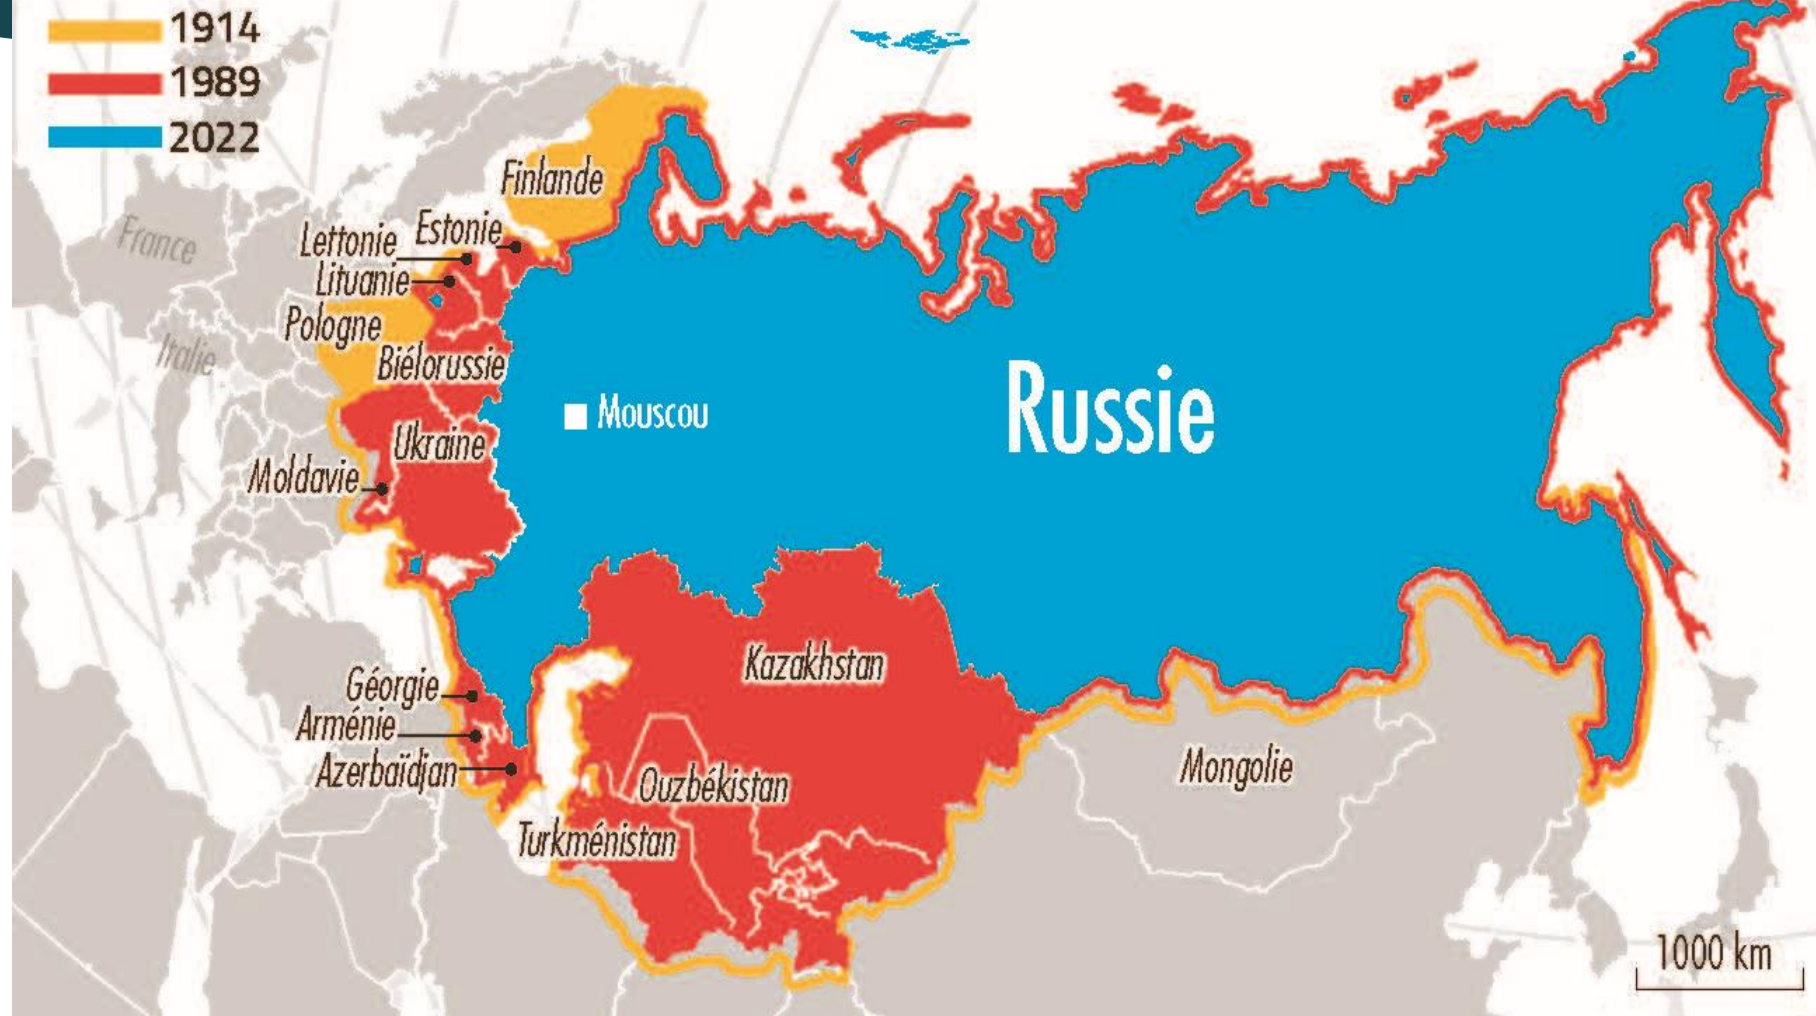 1914
1989
2022
Finlande
Estonie
Lettonie
Lituanie
France
Pologne
Italie
Biélorussie
Russie
Mouscou
Ukraine
Moldavie
Kazakhstan
Géorgie
Arménie
Azerbaïdjan
Ouzbékistan
Mongolie
Turkménistan
1000 km